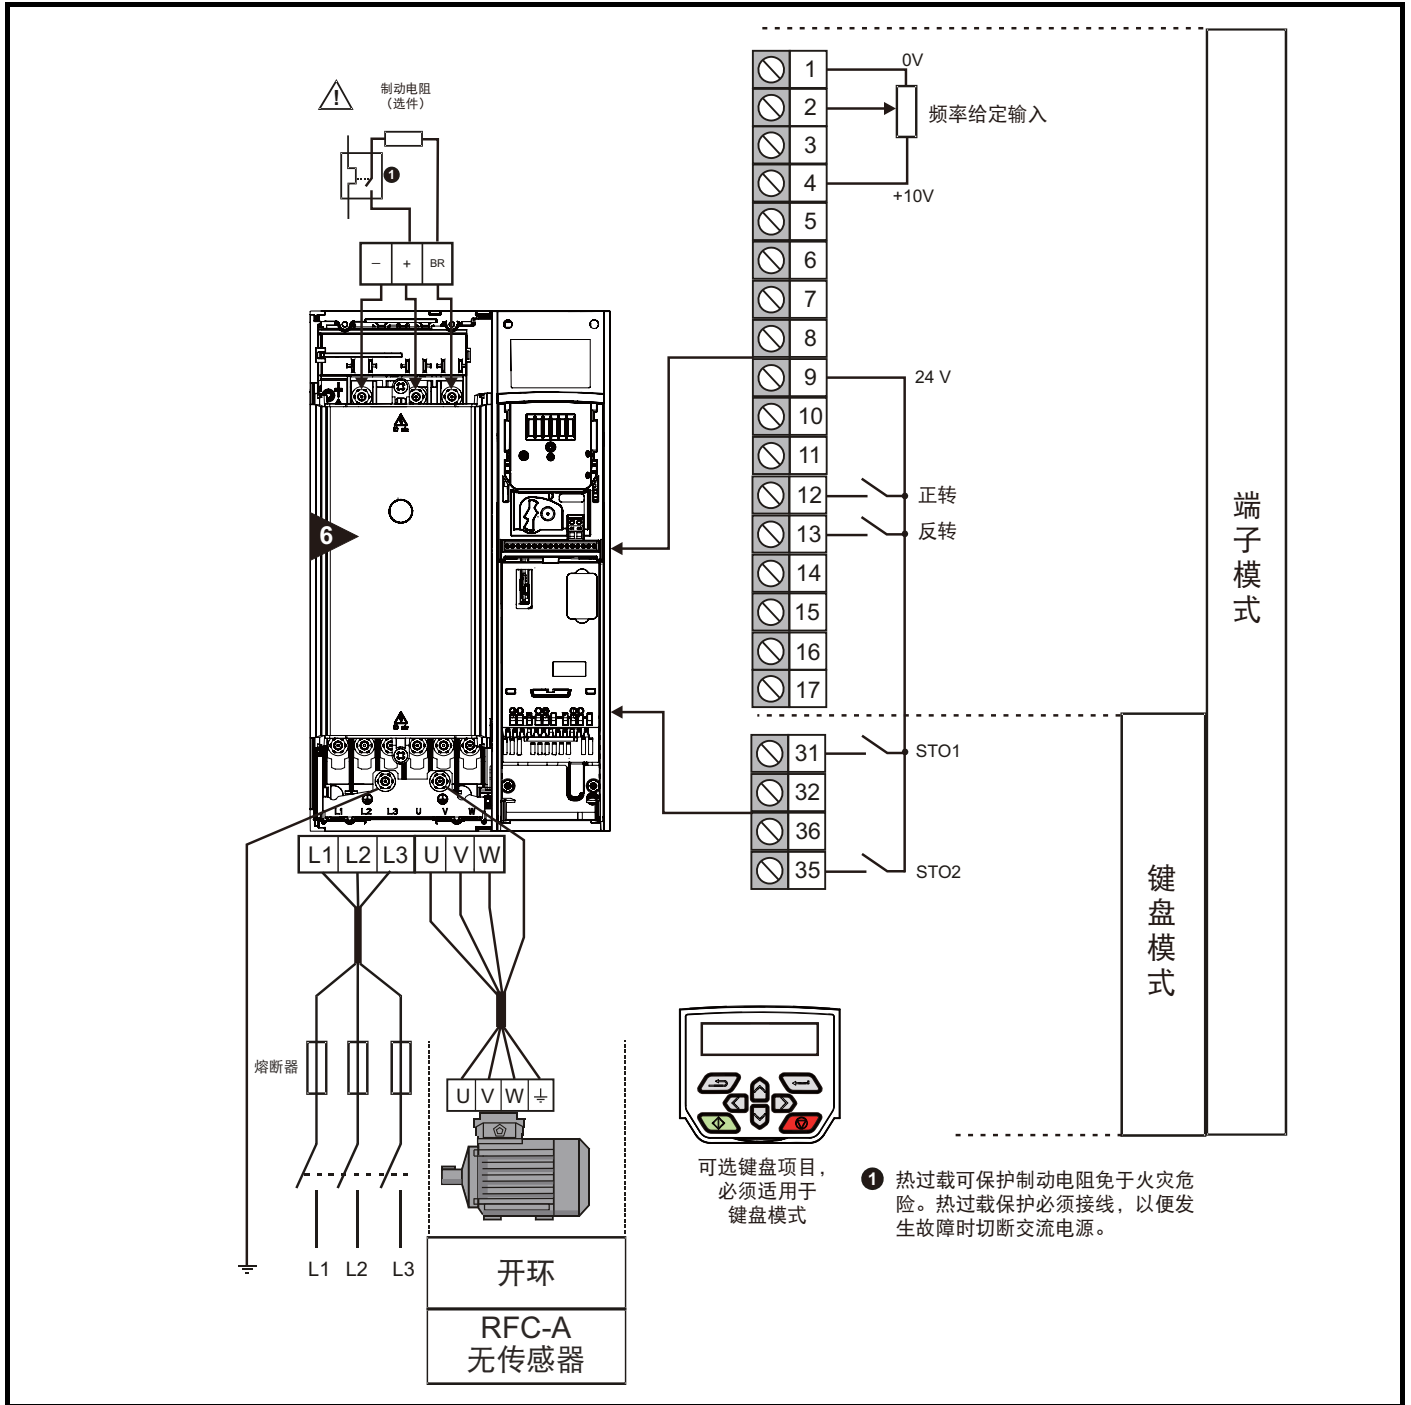 制动电阻
（选件）
❶
–
+
BR
6
L1 L2 L3 U V W
L1 L2 L3 U V W
熔断器
L1 L2 L3
U V W
开环
RFC-A
无传感器
1
2
3
4
5
6
7
8
9
10
11
12
13
14
15
16
17
31
32
36
35
0V
频率给定输入
+10V
24 V
正转
反转
STO1
STO2
端子模式
键盘模式
可选键盘项目，
必须适用于
键盘模式
❶ 热过载可保护制动电阻免于火灾危
险。热过载保护必须接线，以便发
生故障时切断交流电源。